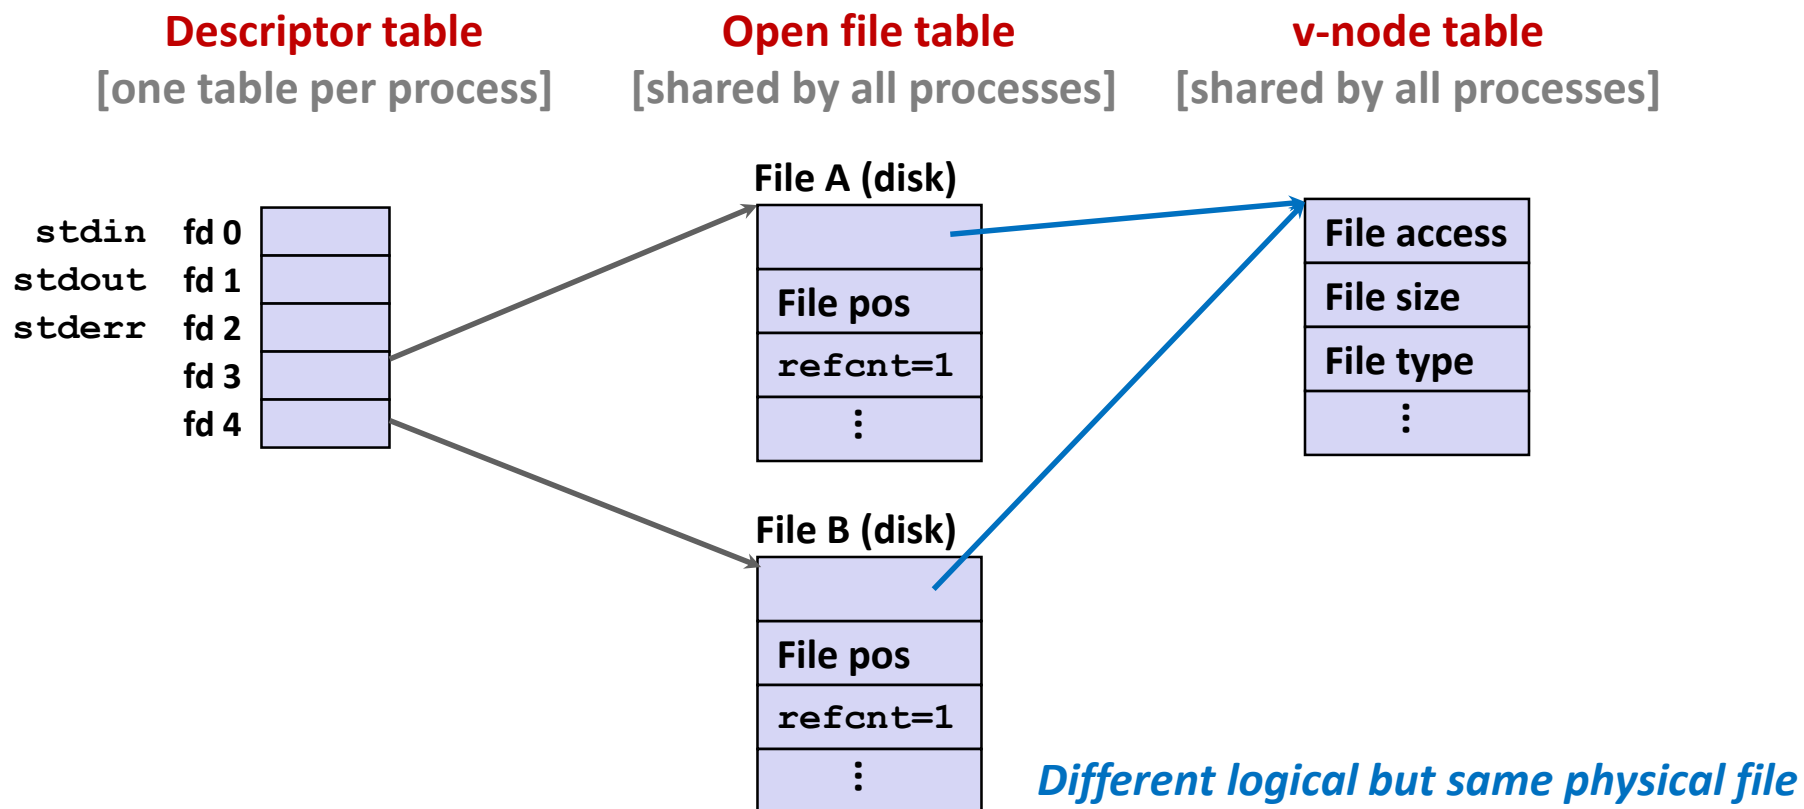 Descriptor table
[one table per process]
Open file table
[shared by all processes]
v-node table
[shared by all processes]
stdin fd 0
stdout fd 1
stderr fd 2
fd 3
fd 4
File A (disk)
File pos
refcnt=1
⋮
File B (disk)
File pos
refcnt=1
⋮
File access
File size
File type
⋮
Different logical but same physical file